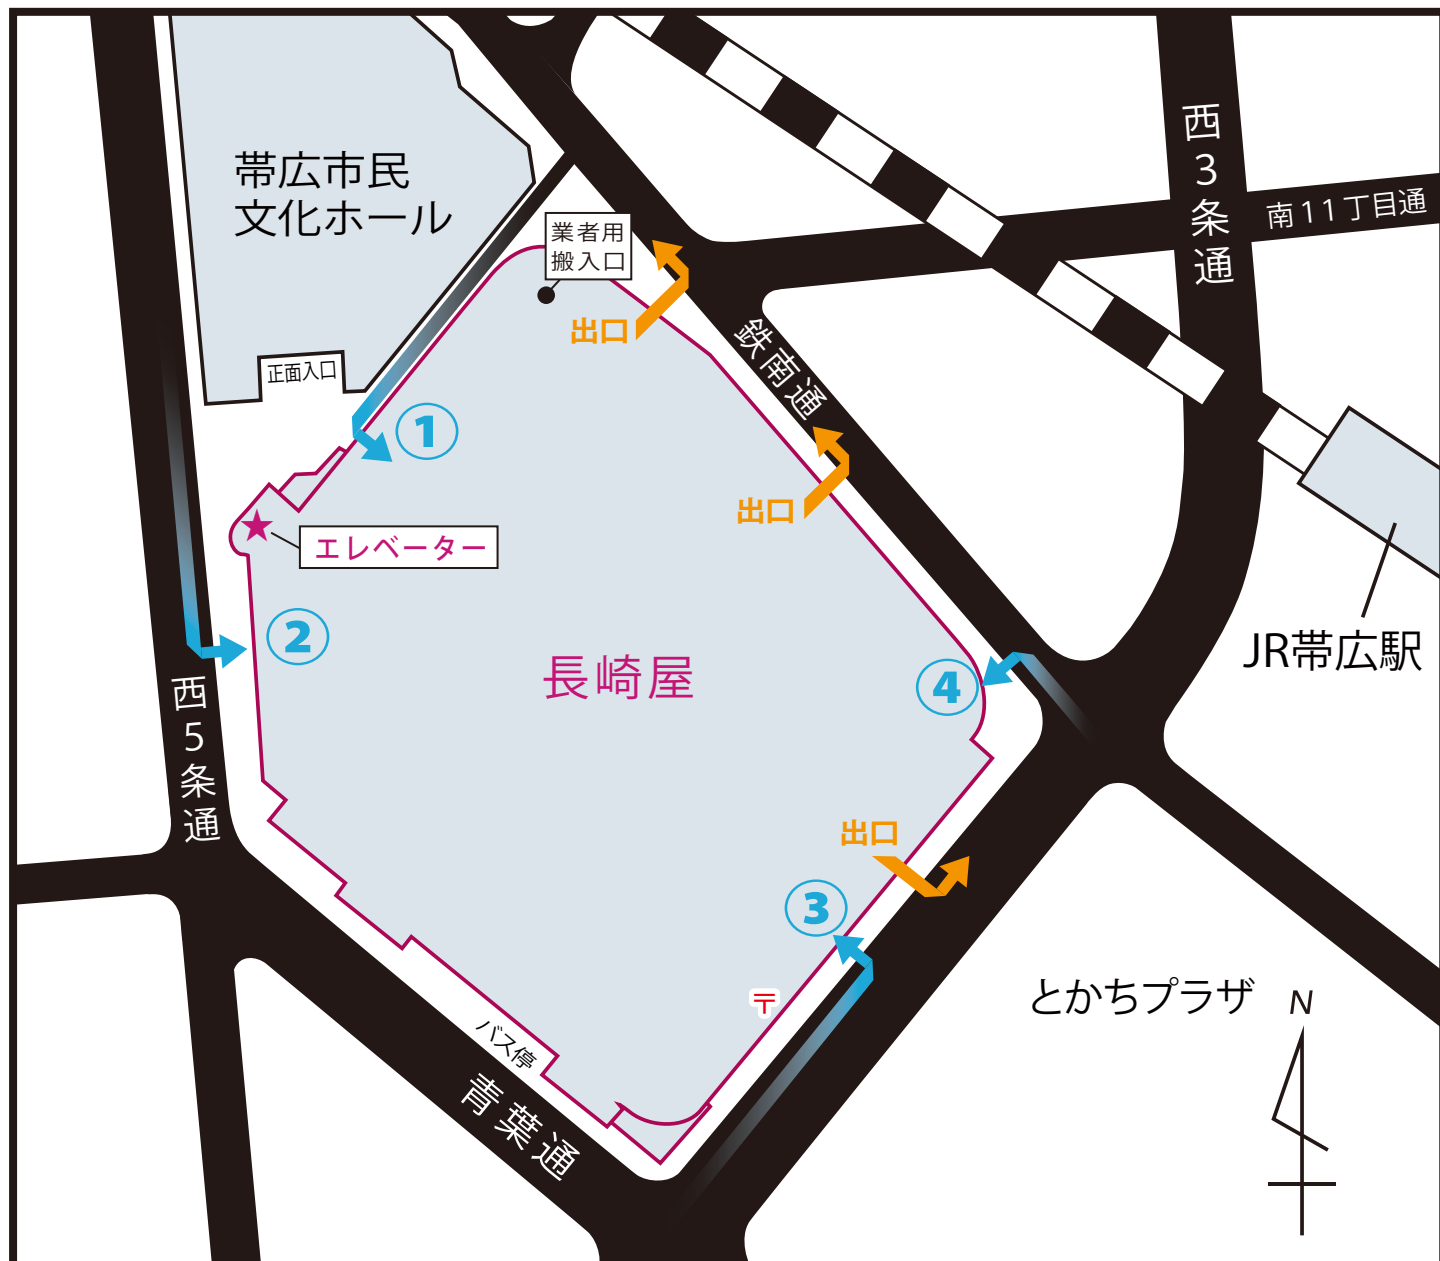 帯広市民
文化ホール
正面入口
業者用
搬入口
出口
鉄南通
西3条通
南11丁目通
①
エレベーター
出口
②
長崎屋
④
JR帯広駅
西5条通
出口
③
〒
とかちプラザ
N
バス停
青葉通